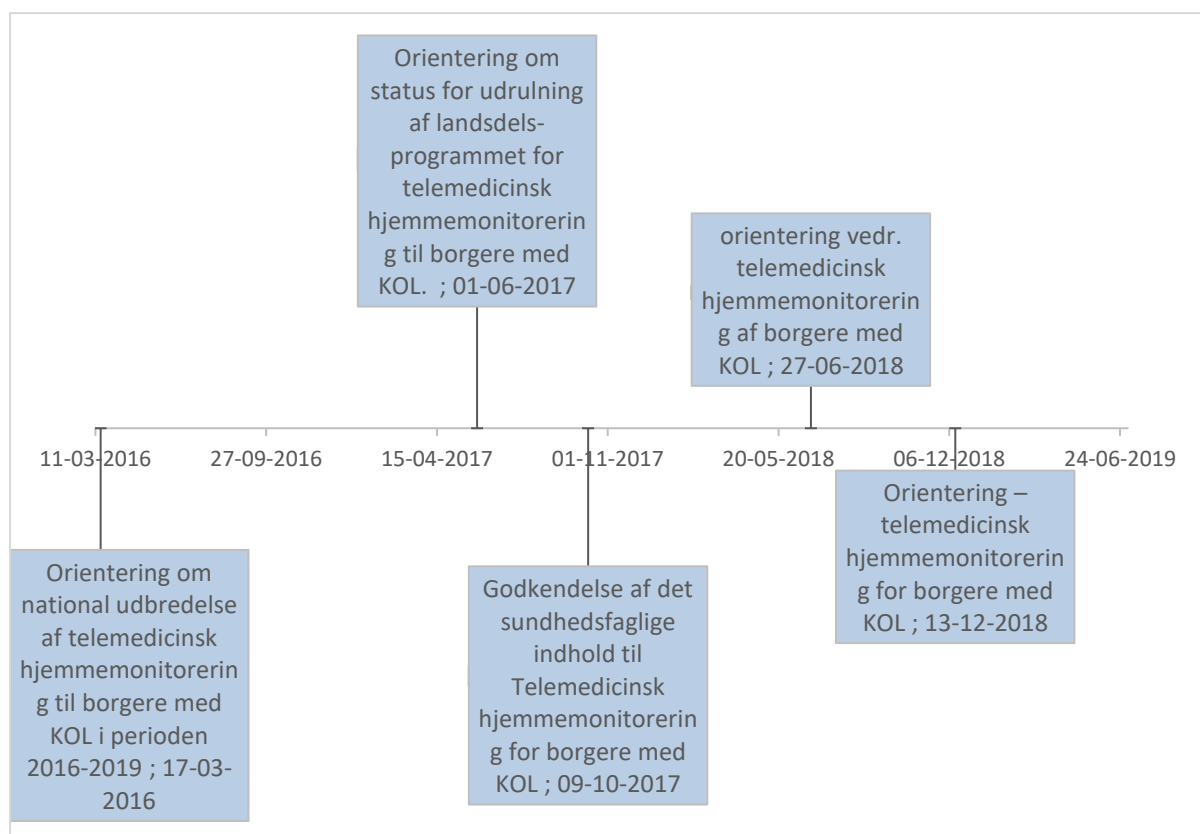 Orientering om
status for udrulning
af landsdels-
programmet for
telemedicinsk
hjemmemonitorerin
g til borgere med
KOL.  ; 01-06-2017
orientering vedr.
telemedicinsk
hjemmemonitorerin
g af borgere med
KOL ; 27-06-2018
11-03-2016 27-09-2016 15-04-2017 01-11-2017 20-05-2018 06-12-2018 24-06-2019
Orientering –
telemedicinsk
hjemmemonitorerin
g for borgere med
KOL ; 13-12-2018
Orientering om
national udbredelse
af telemedicinsk
hjemmemonitorerin
g til borgere med
KOL i perioden
2016-2019 ; 17-03-
2016
Godkendelse af det
sundhedsfaglige
indhold til
Telemedicinsk
hjemmemonitorerin
g for borgere med
KOL ; 09-10-2017